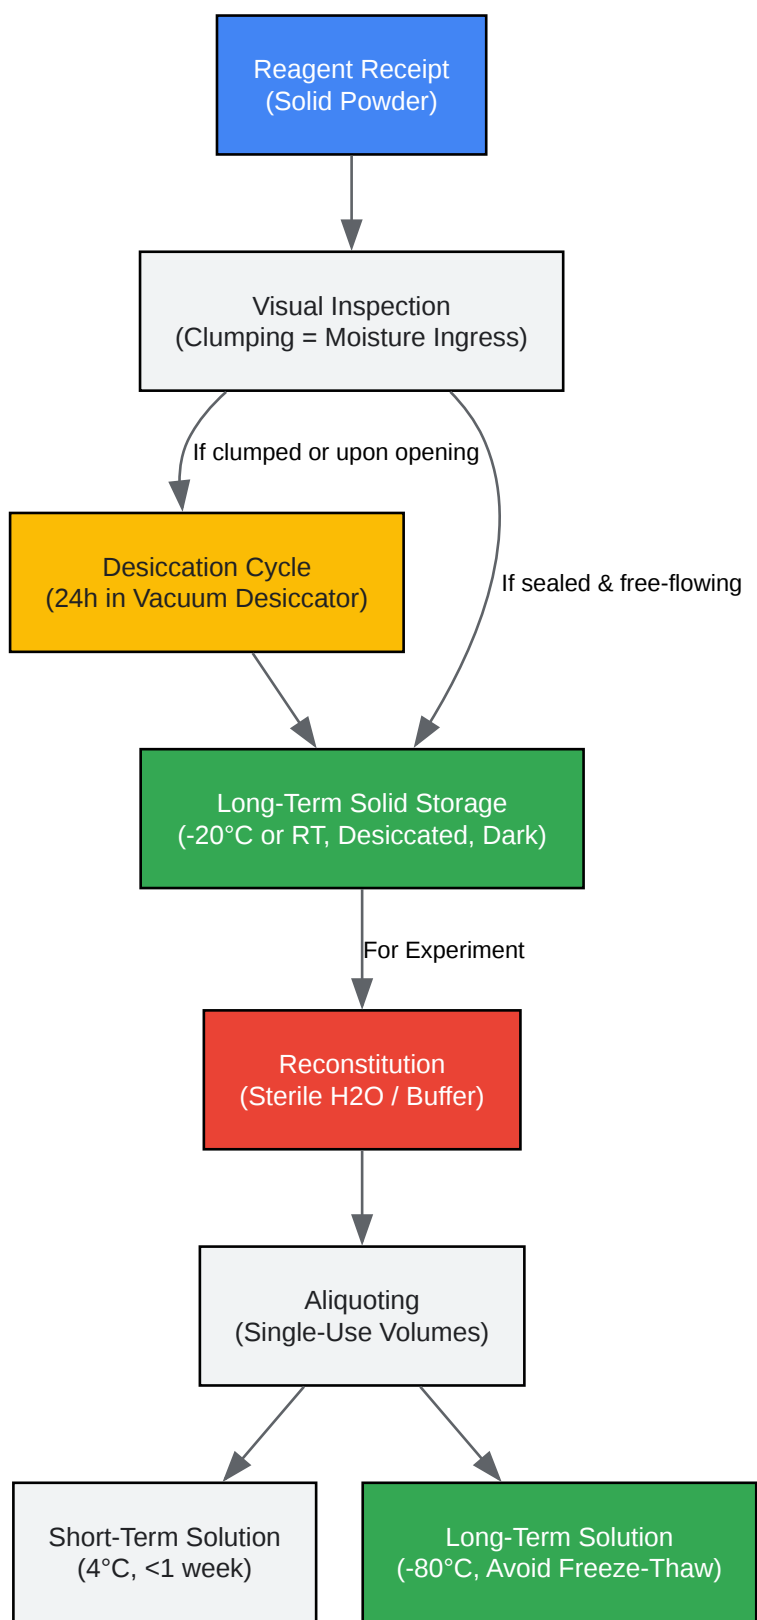 Reagent Receipt
(Solid Powder)
Visual Inspection
(Clumping = Moisture Ingress)
If clumped or upon opening
Desiccation Cycle
(24h in Vacuum Desiccator)
If sealed & free-flowing
Long-Term Solid Storage
(-20°C or RT, Desiccated, Dark)
For Experiment
Reconstitution
(Sterile H2O / Buffer)
Aliquoting
(Single-Use Volumes)
Short-Term Solution
(4°C, <1 week)
Long-Term Solution
(-80°C, Avoid Freeze-Thaw)